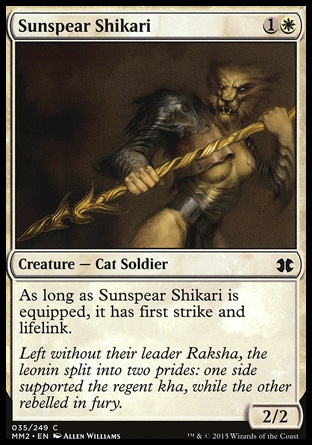 Sunspear Shikari 1
Creature — Cat Soldier
As long as Sunspear Shikari is
equipped, it has first strike and
lifelink.
Left without their leader Raksha, the
leonin split into two prides: one side
supported the regent kha, while the other
rebelled in fury.
2/2
035/249 C
MM2 • EN Allen Williams
™ & © 2015 Wizards of the Coast